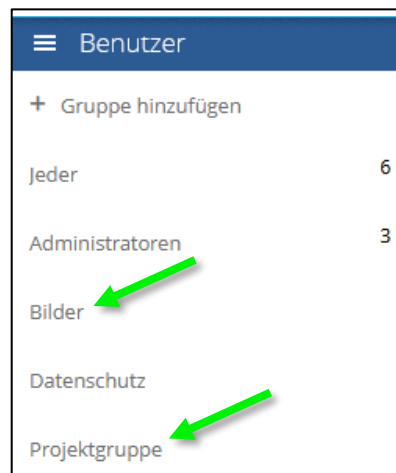 Benutzer
+ Gruppe hinzufügen
Jeder 6
Administratoren 3
Bilder
Datenschutz
Projektgruppe